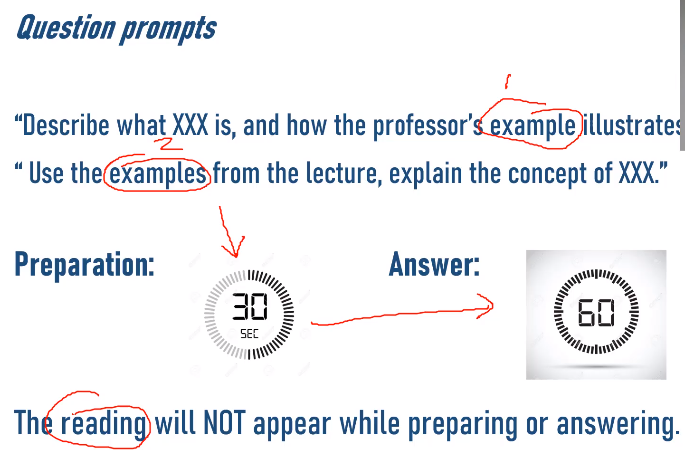 Question prompts
1
“Describe what XXX is, and how the professor's example illustrates
2
“ Use the examples from the lecture, explain the concept of XXX.”
Preparation: 30 SEC Answer: 60
The reading will NOT appear while preparing or answering.